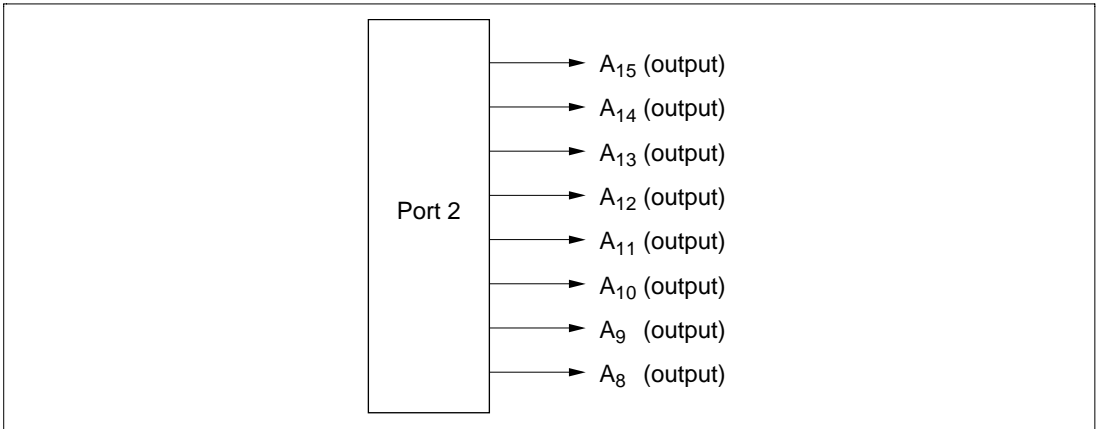 A15 (output)
A14 (output)
A13 (output)
A12 (output)
Port 2
A11 (output)
A10 (output)
A9 (output)
A8 (output)